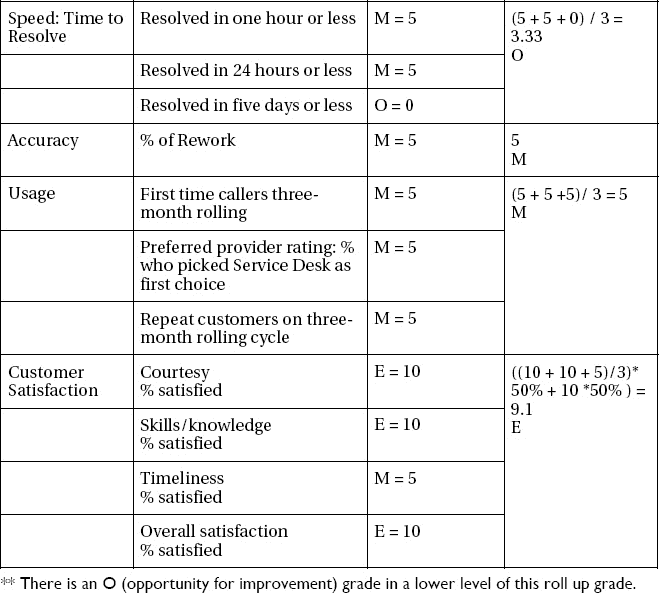 Speed: Time to Resolve
Resolved in one hour or less
M = 5
(5 + 5 + 0) / 3 =
3.33
O
Resolved in 24 hours or less
M = 5
Resolved in five days or less
O = 0
Accuracy
% of Rework
M = 5
5
M
Usage
First time callers three-
month rolling
M = 5
(5 + 5 +5)/ 3 = 5
M
Preferred provider rating: %
who picked Service Desk as
first choice
M = 5
Repeat customers on three-
month rolling cycle
M = 5
Customer
Satisfaction
Courtesy
% satisfied
E = 10
((10 + 10 + 5)/3)*
50% + 10 *50% ) =
9.1
E
Skills/knowledge
% satisfied
E = 10
Timeliness
% satisfied
M = 5
Overall satisfaction
% satisfied
E = 10
** There is an O (opportunity for improvement) grade in a lower level of this roll up grade.